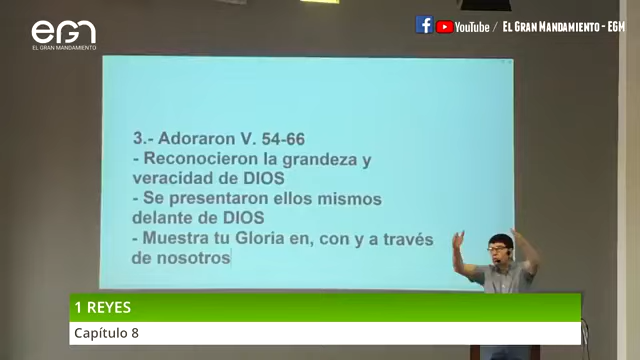 EGM
EL GRAN MANDAMIENTO
YouTube / EL GRAN MANDAMIENTO - EGM
3.- Adoraron V. 54-66
- Reconocieron la grandeza y
veracidad de DIOS
- Se presentaron ellos mismos
delante de DIOS
- Muestra tu Gloria en, con y a través
de nosotros
1 REYES
Capítulo 8